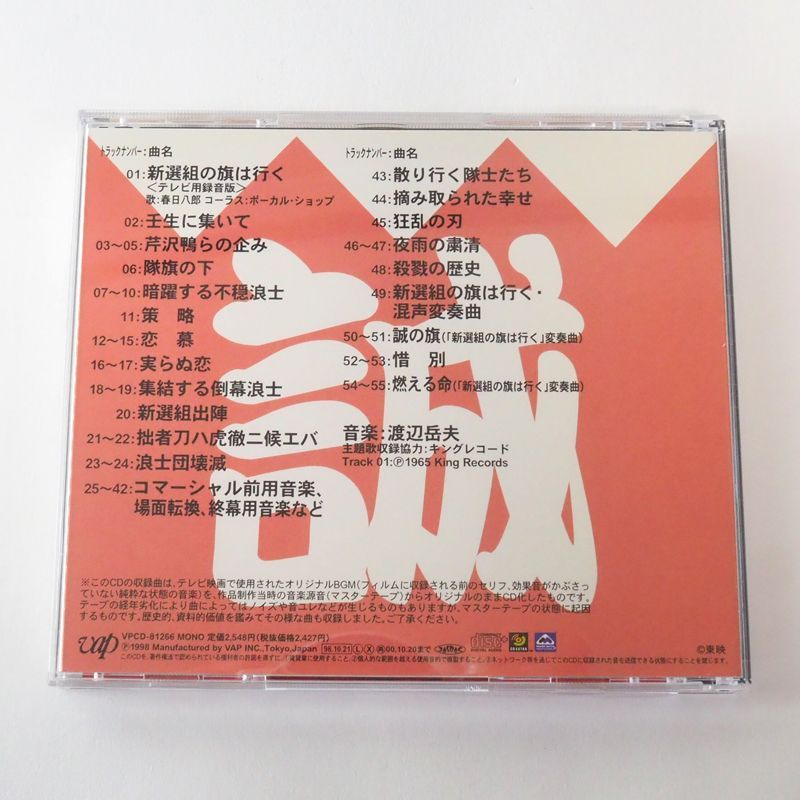 トラックナンバー:曲名
01:新選組の旗は行く
<テレビ用録音版>
歌:春日八郎 コーラス:ボーカル・ショップ
02:壬生に集いて
03〜05:芹沢鴨らの企み
06:隊旗の下
07〜10:暗躍する不穏浪士
11:策 略
12〜15:恋 慕
16〜17:実らぬ恋
18〜19:集結する倒幕浪士
20:新選組出陣
21〜22:拙者刀ハ虎徹ニ候エバ
23〜24:浪士団壊滅
25〜42:コマーシャル前用音楽、
場面転換、終幕用音楽など
トラックナンバー:曲名
43:散り行く隊士たち
44:摘み取られた幸せ
45:狂乱の刃
46〜47:夜雨の粛清
48:殺戮の歴史
49:新選組の旗は行く・
混声変奏曲
50〜51:誠の旗(「新選組の旗は行く」変奏曲)
52〜53:惜 別
54〜55:燃える命(「新選組の旗は行く」変奏曲)
音楽:渡辺岳夫
主題歌収録協力:キングレコード
Track 01:Ⓟ1965 King Records
誠
※このCDの収録曲は、テレビ映画で使用されたオリジナルBGM(フィルムに収録される前のセリフ、効果音がかぶさっ
ていない純粋な状態の音楽)を、作品制作当時の音楽源音(マスターテープ)からオリジナルのままCD化したものです。
テープの経年劣化により曲によってはノイズや音ユレなどが生じるものもありますが、マスターテープの状態に起因
するものです。歴史的、資料的価値を鑑みてその様な曲も収録しました。ご了承ください。
vap
VPCD-81266 MONO 定価2,548円(税抜価格2,427円)
Ⓟ1998 Manufactured by VAP INC.,Tokyo,Japan
98.10.21 L X 再 00.10.20まで
©東映